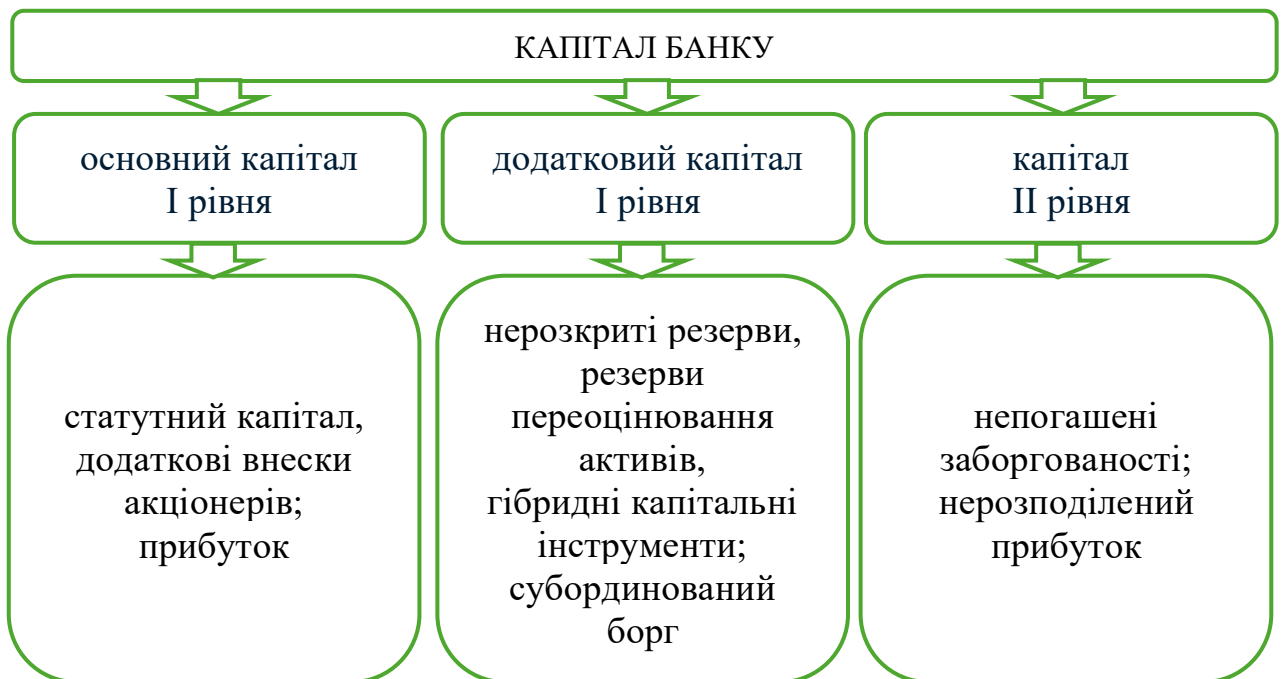 КАПІТАЛ БАНКУ
основний капітал
І рівня
додатковий капітал
І рівня
капітал
ІІ рівня
статутний капітал,
додаткові внески
акціонерів;
прибуток
нерозкриті резерви,
резерви
переоцінювання
активів,
гібридні капітальні
інструменти;
субординований
борг
непогашені
заборгованості;
нерозподілений
прибуток